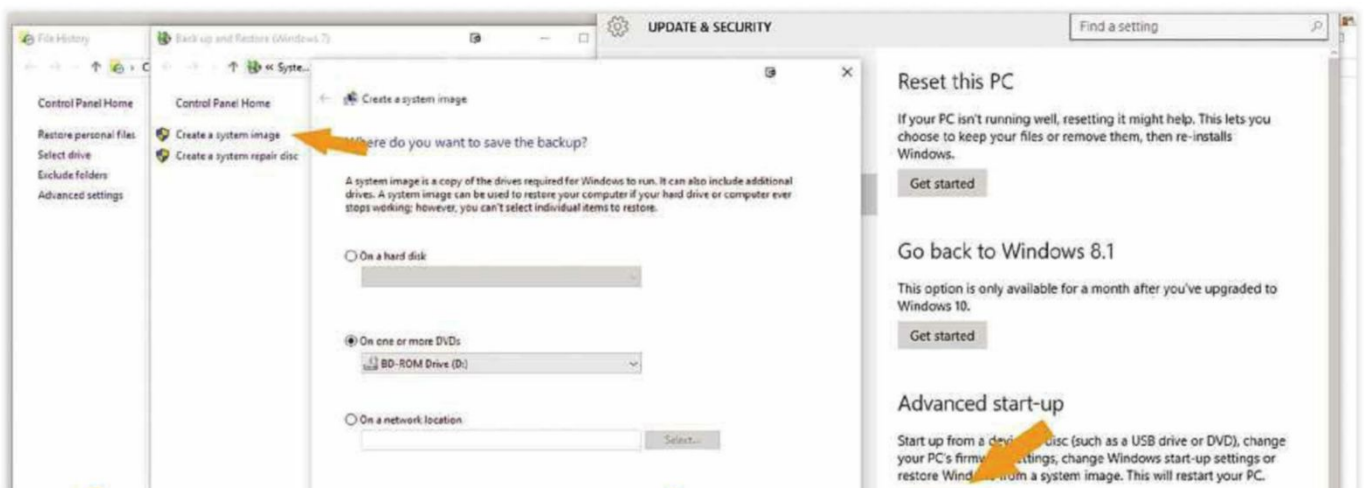 File History
Control Panel Home
Restore personal files
Select drive
Exclude folders
Advanced settings
Back up and Restore (Windows 7)
« Syste...
Control Panel Home
Create a system image
Create a system repair disc
Create a system image
Where do you want to save the backup?
A system image is a copy of the drives required for Windows to run. It can also include additional
drives. A system image can be used to restore your computer if your hard drive or computer ever
stops working; however, you can't select individual items to restore.
On a hard disk
On one or more DVDs
BD-ROM Drive (D:)
On a network location
Select...
UPDATE & SECURITY
Find a setting
Reset this PC
If your PC isn't running well, resetting it might help. This lets you
choose to keep your files or remove them, then re-installs
Windows.
Get started
Go back to Windows 8.1
This option is only available for a month after you've upgraded to
Windows 10.
Get started
Advanced start-up
Start up from a disc (such as a USB drive or DVD), change
your PC's settings, change Windows start-up settings or
restore from a system image. This will restart your PC.